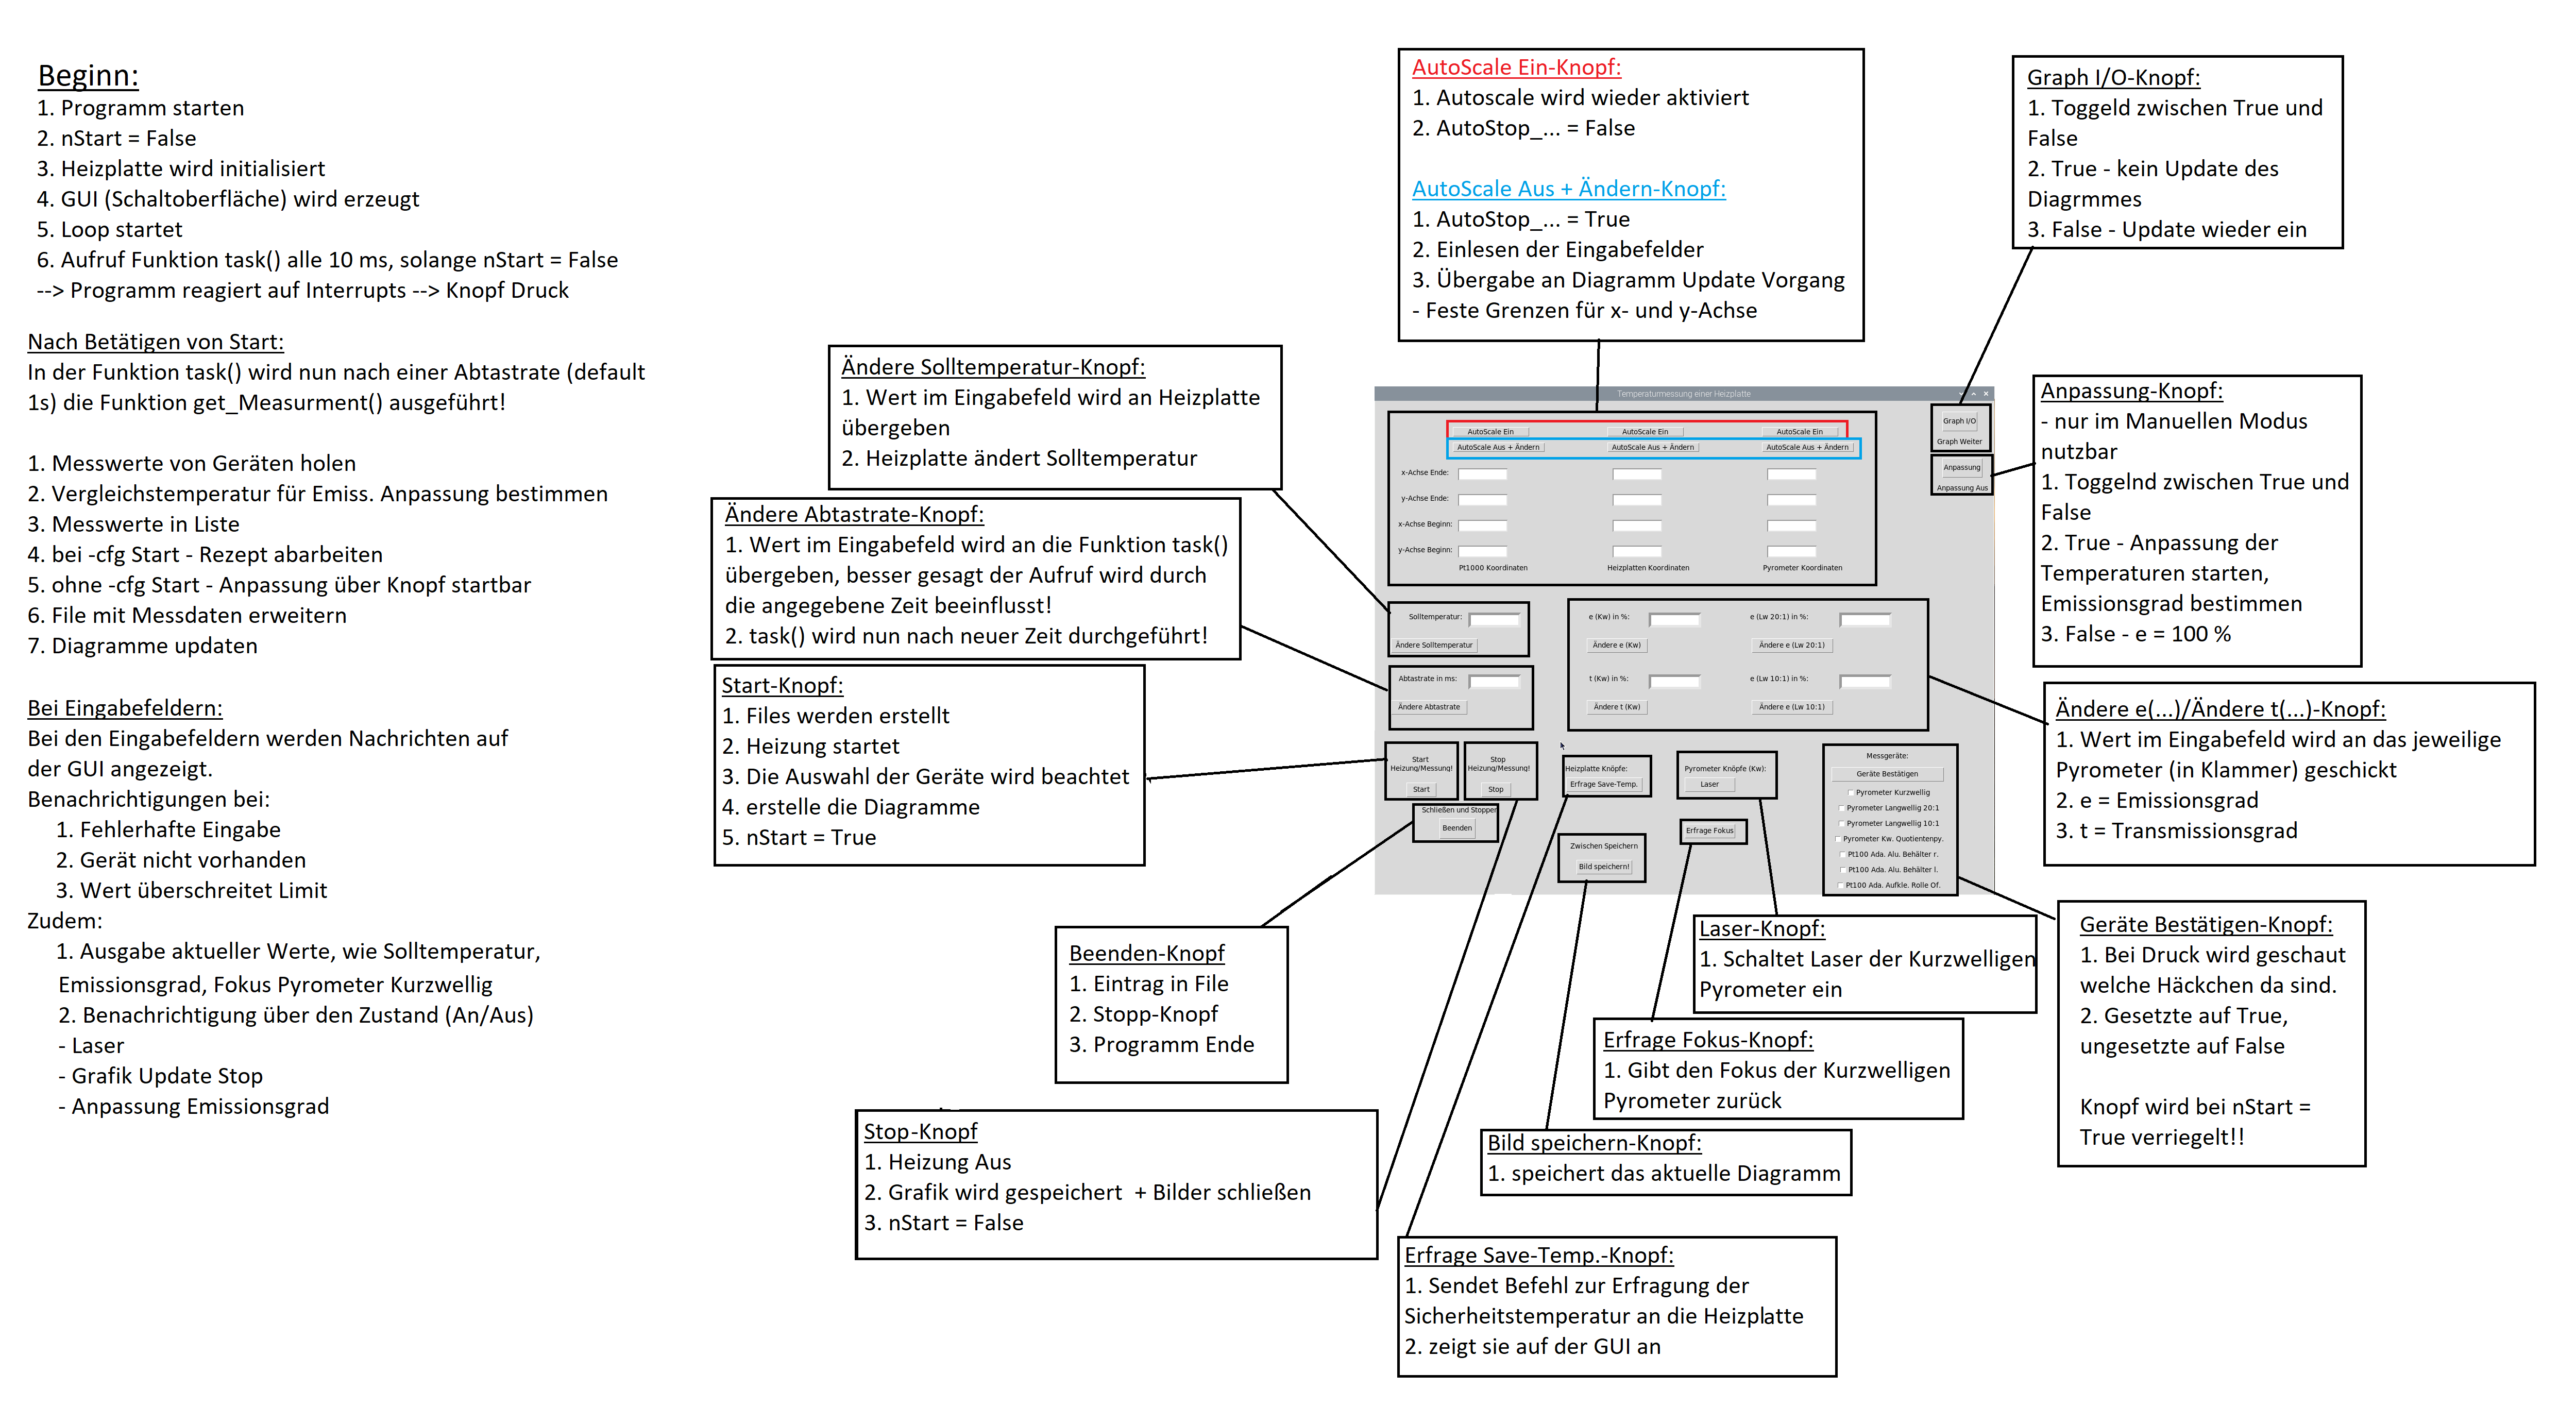 Beginn:
1. Programm starten
2. nStart = False
3. Heizplatte wird initialisiert
4. GUI (Schaltoberfläche) wird erzeugt
5. Loop startet
6. Aufruf Funktion task() alle 10 ms, solange nStart = False
--> Programm reagiert auf Interrupts --> Knopf Druck
Nach Betätigen von Start:
In der Funktion task() wird nun nach einer Abtastrate (default
1s) die Funktion get_Measurment() ausgeführt!
1. Messwerte von Geräten holen
2. Vergleichstemperatur für Emiss. Anpassung bestimmen
3. Messwerte in Liste
4. bei -cfg Start - Rezept abarbeiten
5. ohne -cfg Start - Anpassung über Knopf startbar
6. File mit Messdaten erweitern
7. Diagramme updaten
Bei Eingabefeldern:
Bei den Eingabefeldern werden Nachrichten auf
der GUI angezeigt.
Benachrichtigungen bei:
1. Fehlerhafte Eingabe
2. Gerät nicht vorhanden
3. Wert überschreitet Limit
Zudem:
1. Ausgabe aktueller Werte, wie Solltemperatur,
Emissionsgrad, Fokus Pyrometer Kurzwellig
2. Benachrichtigung über den Zustand (An/Aus)
- Laser
- Grafik Update Stop
- Anpassung Emissionsgrad
Ändere Solltemperatur-Knopf:
1. Wert im Eingabefeld wird an Heizplatte
übergeben
2. Heizplatte ändert Solltemperatur
Ändere Abtastrate-Knopf:
1. Wert im Eingabefeld wird an die Funktion task()
übergeben, besser gesagt der Aufruf wird durch
die angegebene Zeit beeinflusst!
2. task() wird nun nach neuer Zeit durchgeführt!
Start-Knopf:
1. Files werden erstellt
2. Heizung startet
3. Die Auswahl der Geräte wird beachtet
4. erstelle die Diagramme
5. nStart = True
Beenden-Knopf
1. Eintrag in File
2. Stopp-Knopf
3. Programm Ende
Stop-Knopf
1. Heizung Aus
2. Grafik wird gespeichert + Bilder schließen
3. nStart = False
AutoScale Ein-Knopf:
1. Autoscale wird wieder aktiviert
2. AutoStop_... = False
AutoScale Aus + Ändern-Knopf:
1. AutoStop_... = True
2. Einlesen der Eingabefelder
3. Übergabe an Diagramm Update Vorgang
- Feste Grenzen für x- und y-Achse
Temperaturmessung einer Heizplatte
AutoScale Ein AutoScale Ein AutoScale Ein
AutoScale Aus + Ändern AutoScale Aus + Ändern AutoScale Aus + Ändern
x-Achse Ende:
y-Achse Ende:
x-Achse Beginn:
y-Achse Beginn:
Pt1000 Koordinaten Heizplatten Koordinaten Pyrometer Koordinaten
Graph I/O
Graph Weiter
Anpassung
Anpassung Aus
Solltemperatur:
Ändere Solltemperatur
Abtastrate in ms:
Ändere Abtastrate
e (Kw) in %: e (Lw 20:1) in %:
Ändere e (Kw) Ändere e (Lw 20:1)
t (Kw) in %: e (Lw 10:1) in %:
Ändere t (Kw) Ändere e (Lw 10:1)
Start
Heizung/Messung!
Start
Stop
Heizung/Messung!
Stop
Schließen und Stoppen
Beenden
Heizplatte Knöpfe:
Erfrage Save-Temp.
Pyrometer Knöpfe (Kw):
Laser
Erfrage Fokus
Zwischen Speichern
Bild speichern!
Messgeräte:
Geräte Bestätigen
Pyrometer Kurzwellig
Pyrometer Langwellig 20:1
Pyrometer Langwellig 10:1
Pyrometer Kw. Quotientenpy.
Pt100 Ada. Alu. Behälter r.
Pt100 Ada. Alu. Behälter l.
Pt100 Ada. Aufkle. Rolle Of.
Graph I/O-Knopf:
1. Toggeld zwischen True und
False
2. True - kein Update des
Diagrmmes
3. False - Update wieder ein
Anpassung-Knopf:
- nur im Manuellen Modus
nutzbar
1. Toggelnd zwischen True und
False
2. True - Anpassung der
Temperaturen starten,
Emissionsgrad bestimmen
3. False - e = 100 %
Ändere e(...)/Ändere t(...)-Knopf:
1. Wert im Eingabefeld wird an das jeweilige
Pyrometer (in Klammer) geschickt
2. e = Emissionsgrad
3. t = Transmissionsgrad
Geräte Bestätigen-Knopf:
1. Bei Druck wird geschaut
welche Häckchen da sind.
2. Gesetzte auf True,
ungesetzte auf False
Knopf wird bei nStart =
True verriegelt!!
Laser-Knopf:
1. Schaltet Laser der Kurzwelligen
Pyrometer ein
Erfrage Fokus-Knopf:
1. Gibt den Fokus der Kurzwelligen
Pyrometer zurück
Bild speichern-Knopf:
1. speichert das aktuelle Diagramm
Erfrage Save-Temp.-Knopf:
1. Sendet Befehl zur Erfragung der
Sicherheitstemperatur an die Heizplatte
2. zeigt sie auf der GUI an